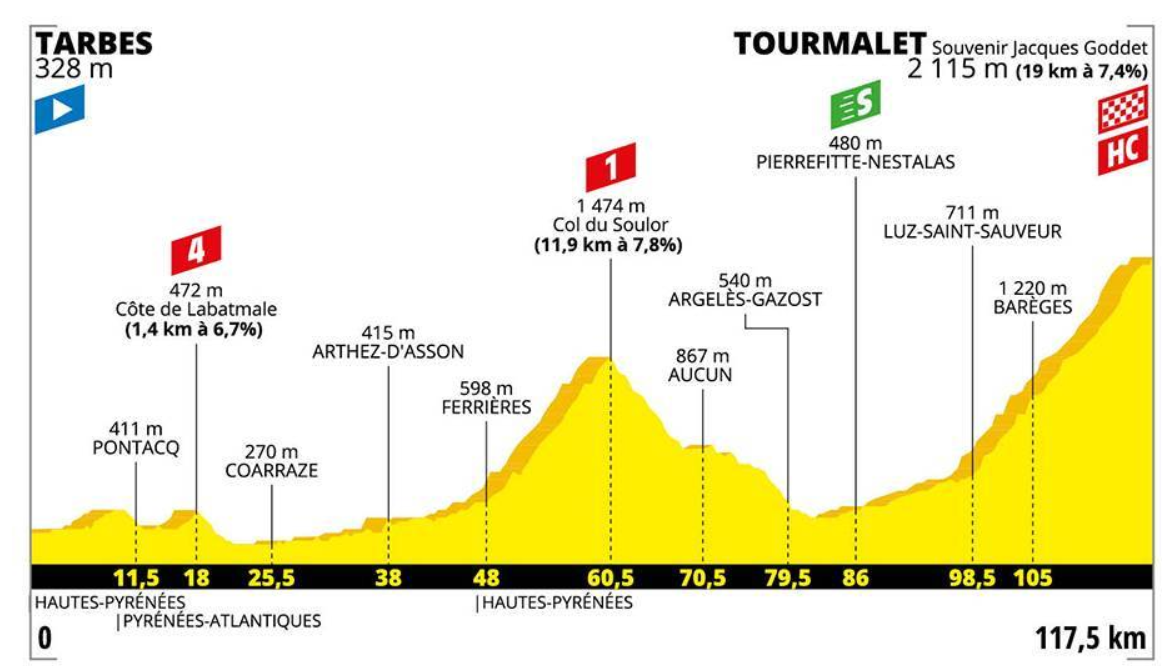 TARBES
328 m
TOURMALET Souvenir Jacques Goddet
2 115 m (19 km à 7,4%)
HC
S
480 m
PIERREFITTE-NESTALAS
1
1 474 m
Col du Soulor
(11,9 km à 7,8%)
711 m
LUZ-SAINT-SAUVEUR
4
472 m
Côte de Labatmale
(1,4 km à 6,7%)
540 m
ARGELÈS-GAZOST
1 220 m
BARÈGES
415 m
ARTHEZ-D'ASSON
867 m
AUCUN
598 m
FERRIÈRES
411 m
PONTACQ
270 m
COARRAZE
11,5 18 25,5 38 48 60,5 70,5 79,5 86 98,5 105
|HAUTES-PYRÉNÉES |HAUTES-PYRÉNÉES
|PYRÉNÉES-ATLANTIQUES
0 117,5 km